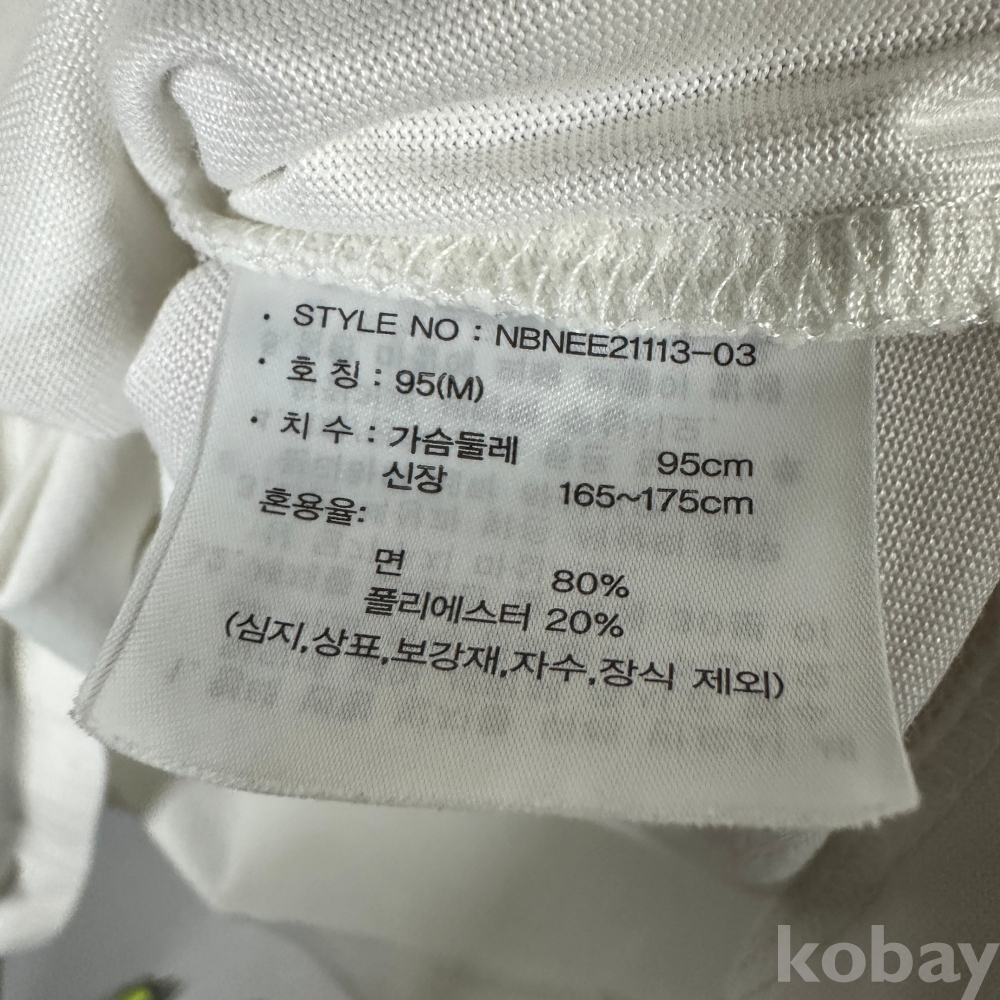 · STYLE NO : NBNEE21113-03
· 호 칭 : 95(M)
· 치 수 : 가슴둘레 95cm
신장 165~175cm
혼용율:
면 80%
폴리에스터 20%
(심지,상표,보강재,자수,장식 제외)
kobay